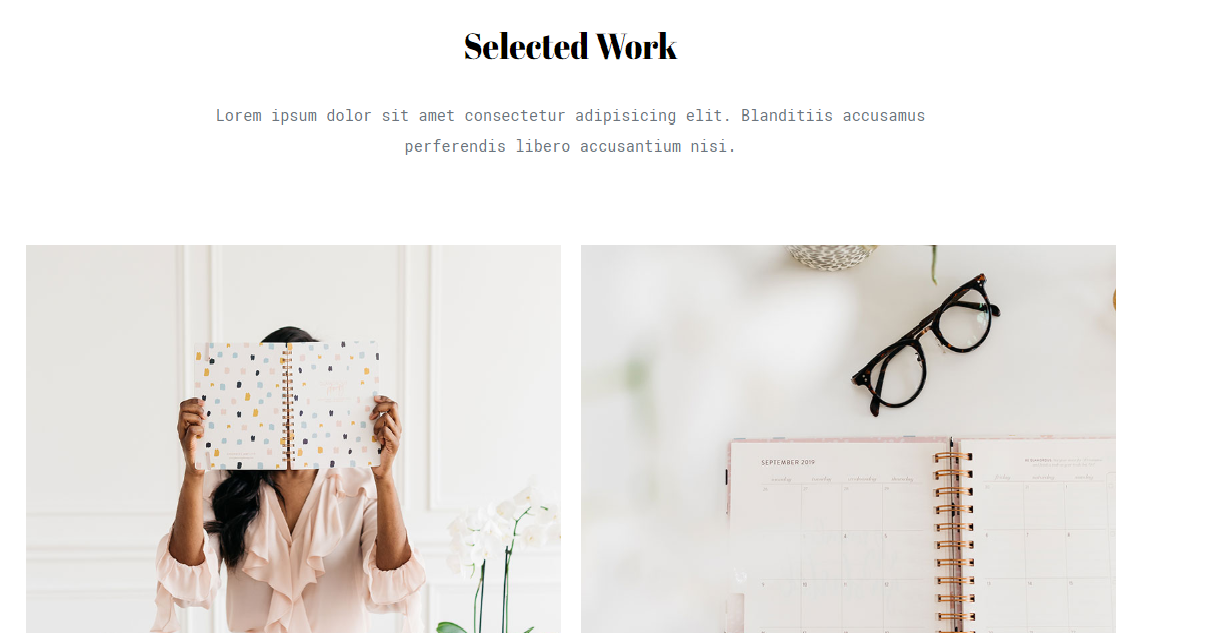 Selected Work
Lorem ipsum dolor sit amet consectetur adipisicing elit. Blanditiis accusamus
perferendis libero accusantium nisi.
SEPTEMBER 2019